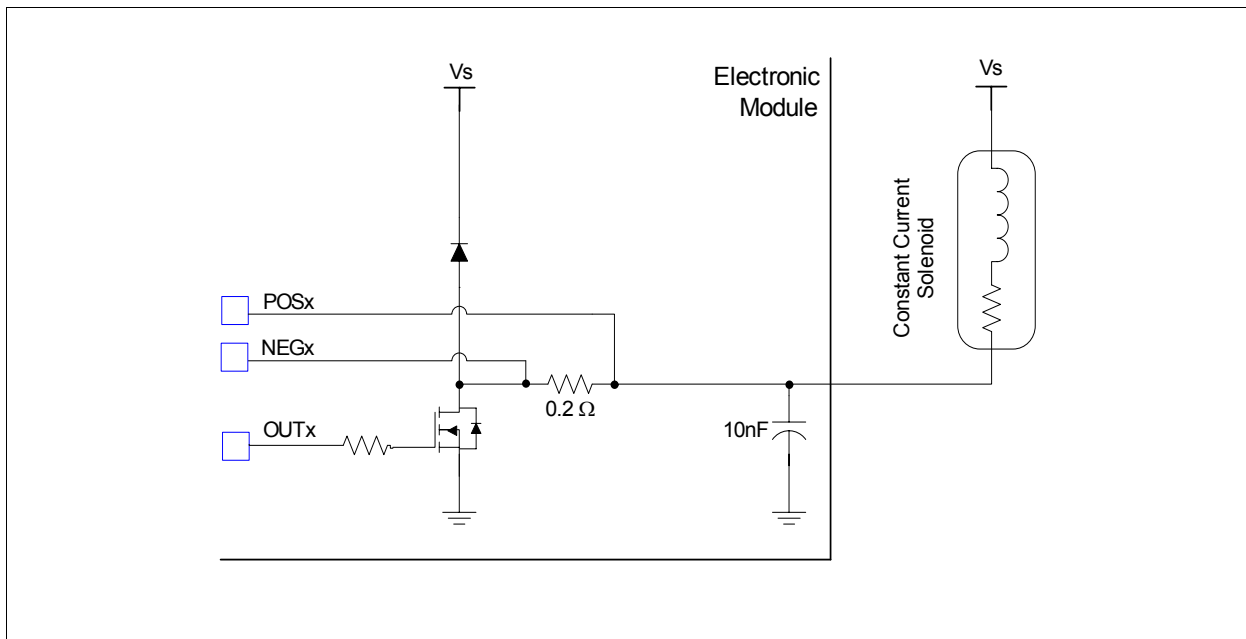 Vs
Electronic
Module
Vs
Constant Current
Solenoid
POSx
NEGx
0.2 Ω
OUTx
10nF